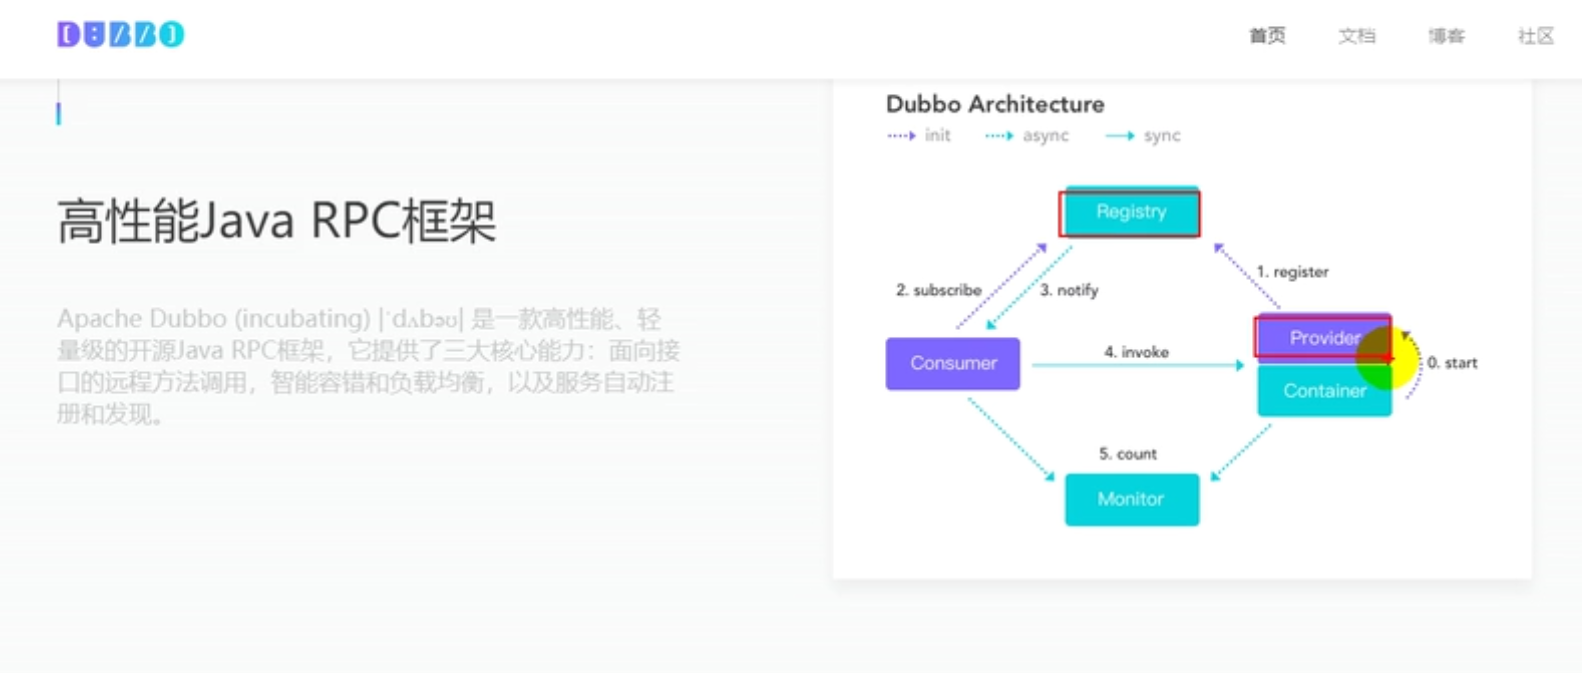 DUBBO
首页
文档
博客
社区
高性能Java RPC框架
Apache Dubbo (incubating) |ˈdʌbəʊ| 是一款高性能、轻
量级的开源Java RPC框架，它提供了三大核心能力：面向接
口的远程方法调用，智能容错和负载均衡，以及服务自动注
册和发现。
Dubbo Architecture
init
async
sync
Registry
1. register
2. subscribe
3. notify
Provider
4. invoke
Consumer
0. start
Container
5. count
Monitor